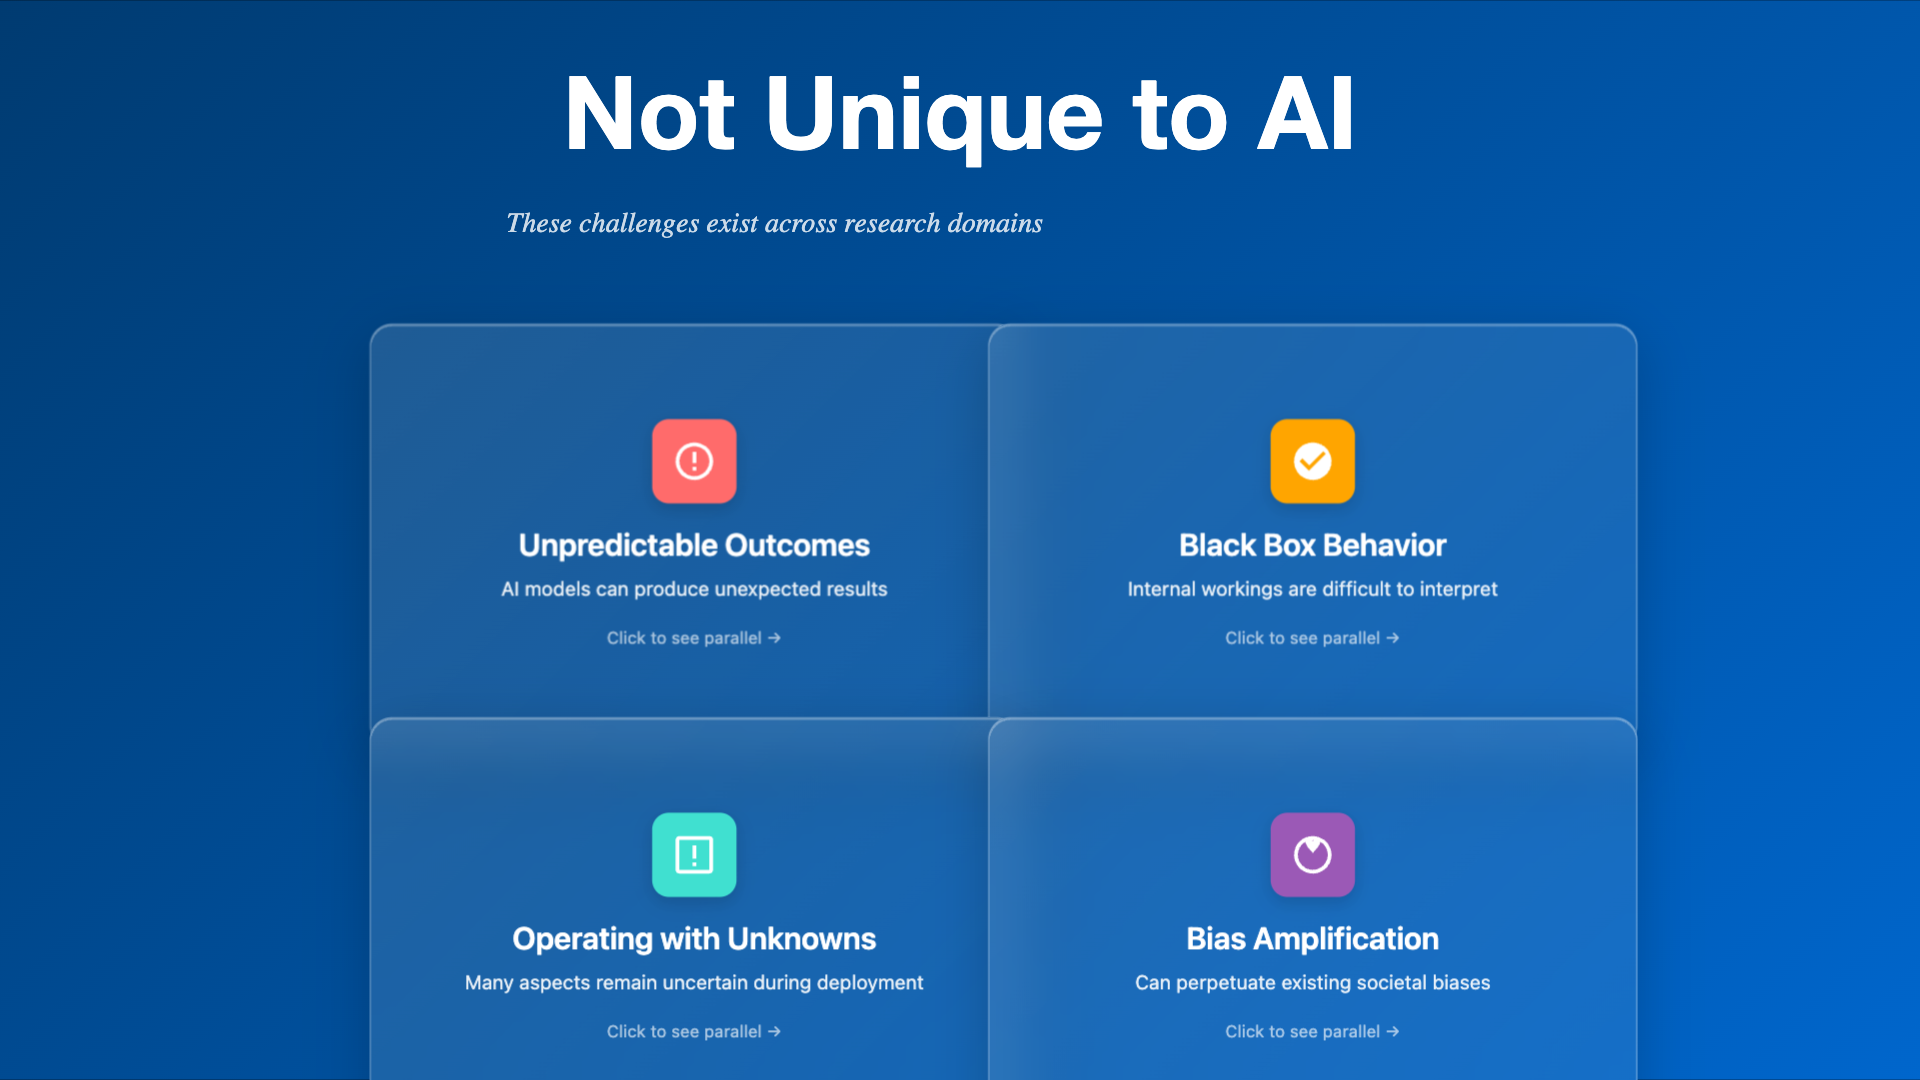 Not Unique to AI
These challenges exist across research domains
Unpredictable Outcomes
AI models can produce unexpected results
Click to see parallel →
Black Box Behavior
Internal workings are difficult to interpret
Click to see parallel →
Operating with Unknowns
Many aspects remain uncertain during deployment
Click to see parallel →
Bias Amplification
Can perpetuate existing societal biases
Click to see parallel →